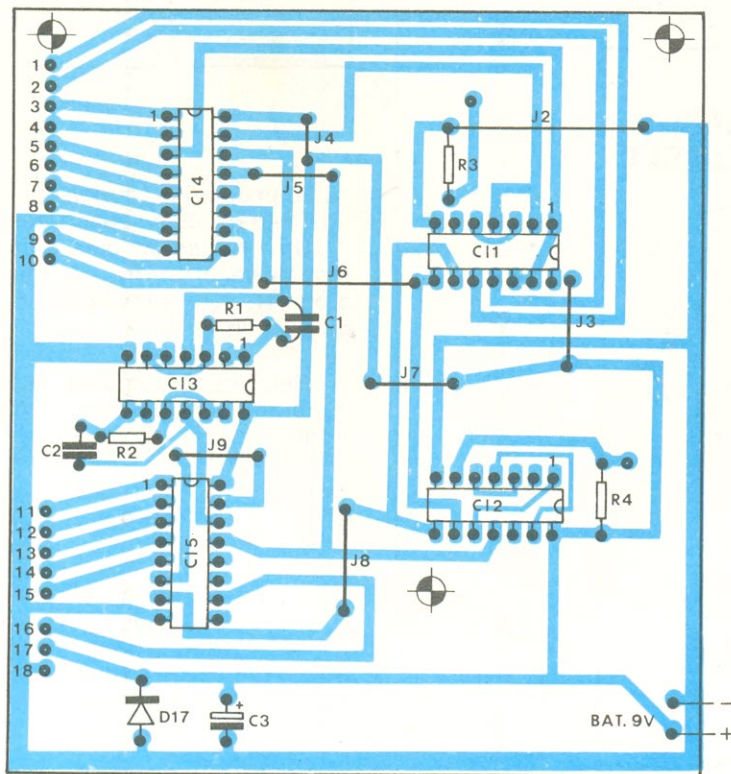 1
2
3
4
5
6
7
8
9
10
1
CI4
J4
J5
J2
R3
1
CI1
J6
J3
R1
C1
1
CI3
J7
C2
R2
J9
1
CI5
J8
1
CI2
R4
11
12
13
14
15
16
17
18
D17
+
C3
BAT. 9V
-
+